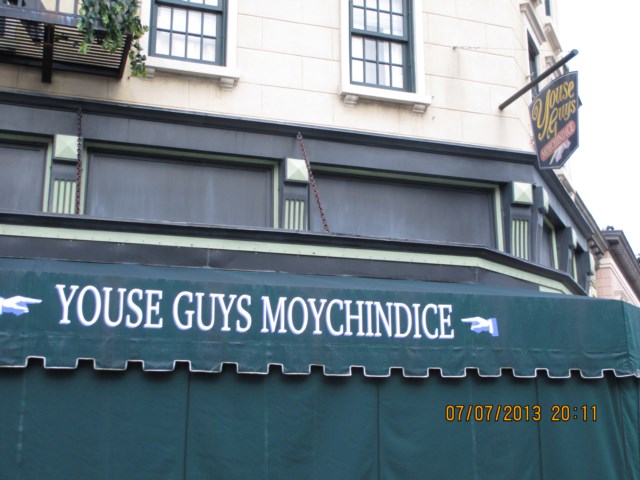 Youse
Guys
YOUSE GUYS MOYCHINDICE
07/07/2013 20:11